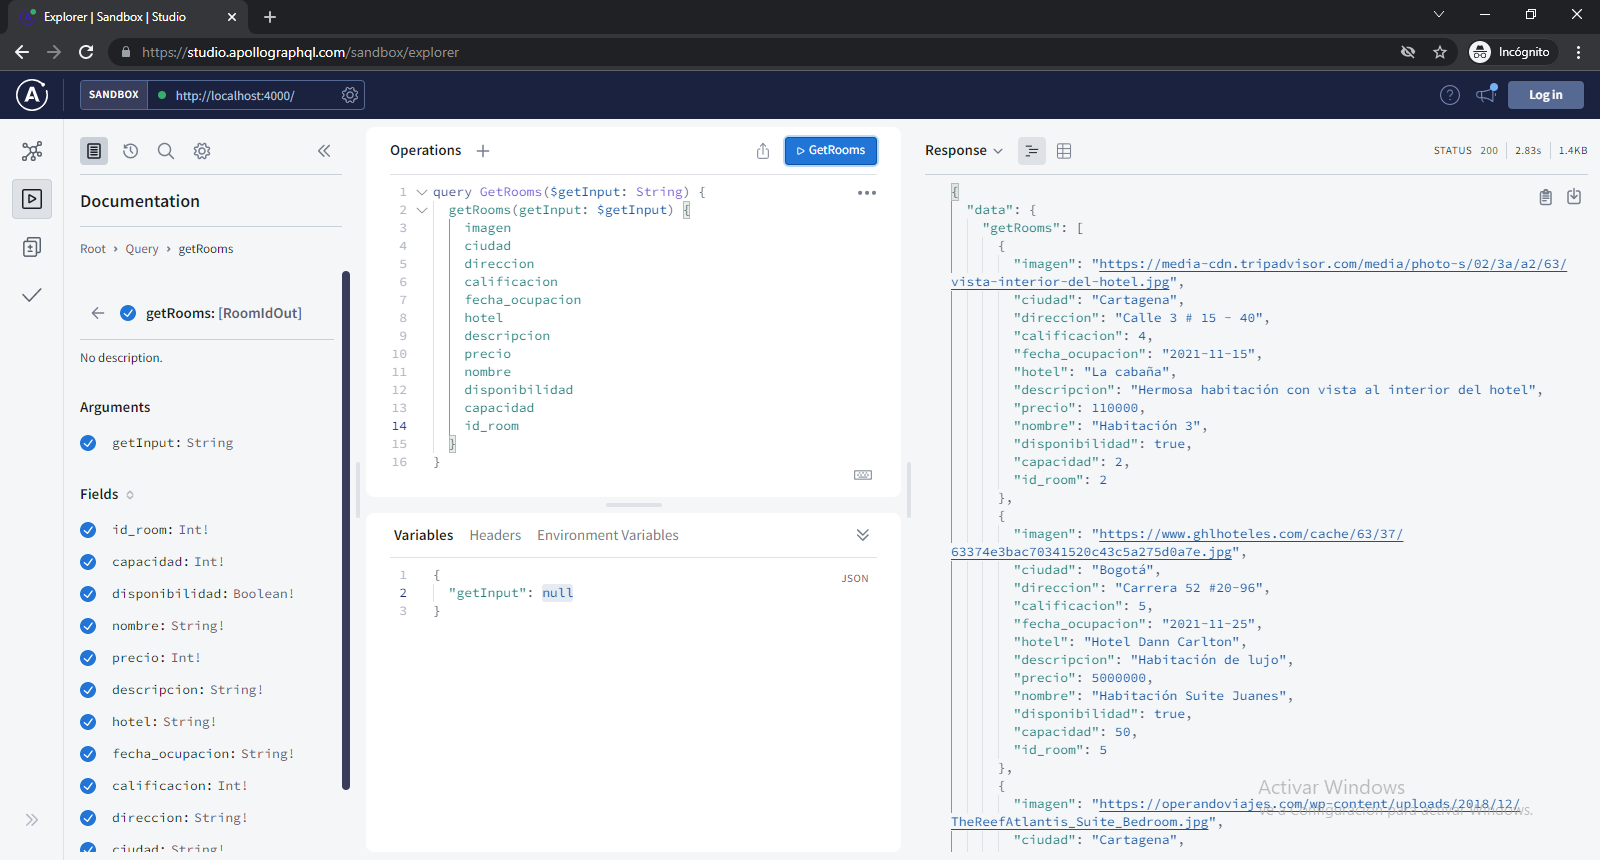 Explorer | Sandbox | Studio
https://studio.apollographql.com/sandbox/explorer
Incógnito
SANDBOX
http://localhost:4000/
Log in
Documentation
Root › Query › getRooms
getRooms: [RoomIdOut]
No description.
Arguments
getInput: String
Fields
id_room: Int!
capacidad: Int!
disponibilidad: Boolean!
nombre: String!
precio: Int!
descripcion: String!
hotel: String!
fecha_ocupacion: String!
calificacion: Int!
direccion: String!
ciudad: String!
Operations
GetRooms
1 query GetRooms($getInput: String) {
2 getRooms(getInput: $getInput) {
3 imagen
4 ciudad
5 direccion
6 calificacion
7 fecha_ocupacion
8 hotel
9 descripcion
10 precio
11 nombre
12 disponibilidad
13 capacidad
14 id_room
15 }
16 }
Variables Headers Environment Variables
JSON
1 {
2 "getInput": null
3 }
Response
STATUS 200 2.83s 1.4KB
{
"data": {
"getRooms": [
{
"imagen": "https://media-cdn.tripadvisor.com/media/photo-s/02/3a/a2/63/
vista-interior-del-hotel.jpg",
"ciudad": "Cartagena",
"direccion": "Calle 3 # 15 - 40",
"calificacion": 4,
"fecha_ocupacion": "2021-11-15",
"hotel": "La cabaña",
"descripcion": "Hermosa habitación con vista al interior del hotel",
"precio": 110000,
"nombre": "Habitación 3",
"disponibilidad": true,
"capacidad": 2,
"id_room": 2
},
{
"imagen": "https://www.ghlhoteles.com/cache/63/37/
63374e3bac70341520c43c5a275d0a7e.jpg",
"ciudad": "Bogotá",
"direccion": "Carrera 52 #20-96",
"calificacion": 5,
"fecha_ocupacion": "2021-11-25",
"hotel": "Hotel Dann Carlton",
"descripcion": "Habitación de lujo",
"precio": 5000000,
"nombre": "Habitación Suite Juanes",
"disponibilidad": true,
"capacidad": 50,
"id_room": 5
},
{
"imagen": "https://operandoviajes.com/wp-content/uploads/2018/12/
TheReefAtlantis_Suite_Bedroom.jpg",
"ciudad": "Cartagena",
Activar Windows
Ve a Configuración para activar Windows.